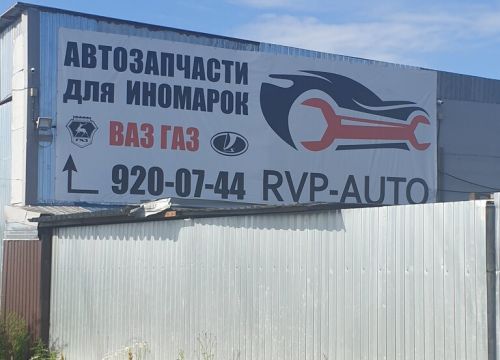 АВТОЗАПЧАСТИ
ДЛЯ ИНОМАРОК
ВАЗ ГАЗ
920-07-44 RVP-AUTO